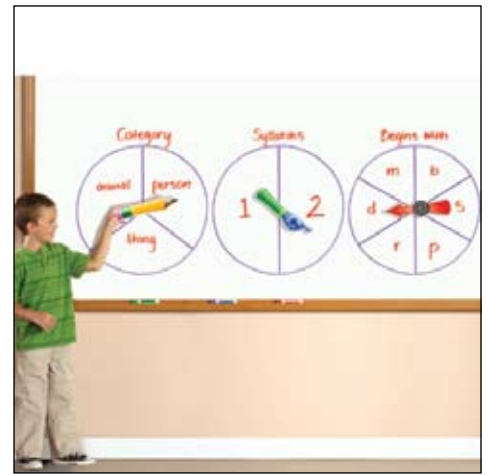 Category
animal person
thing
Syllables
1 2
Begins with
m b
d s
r p